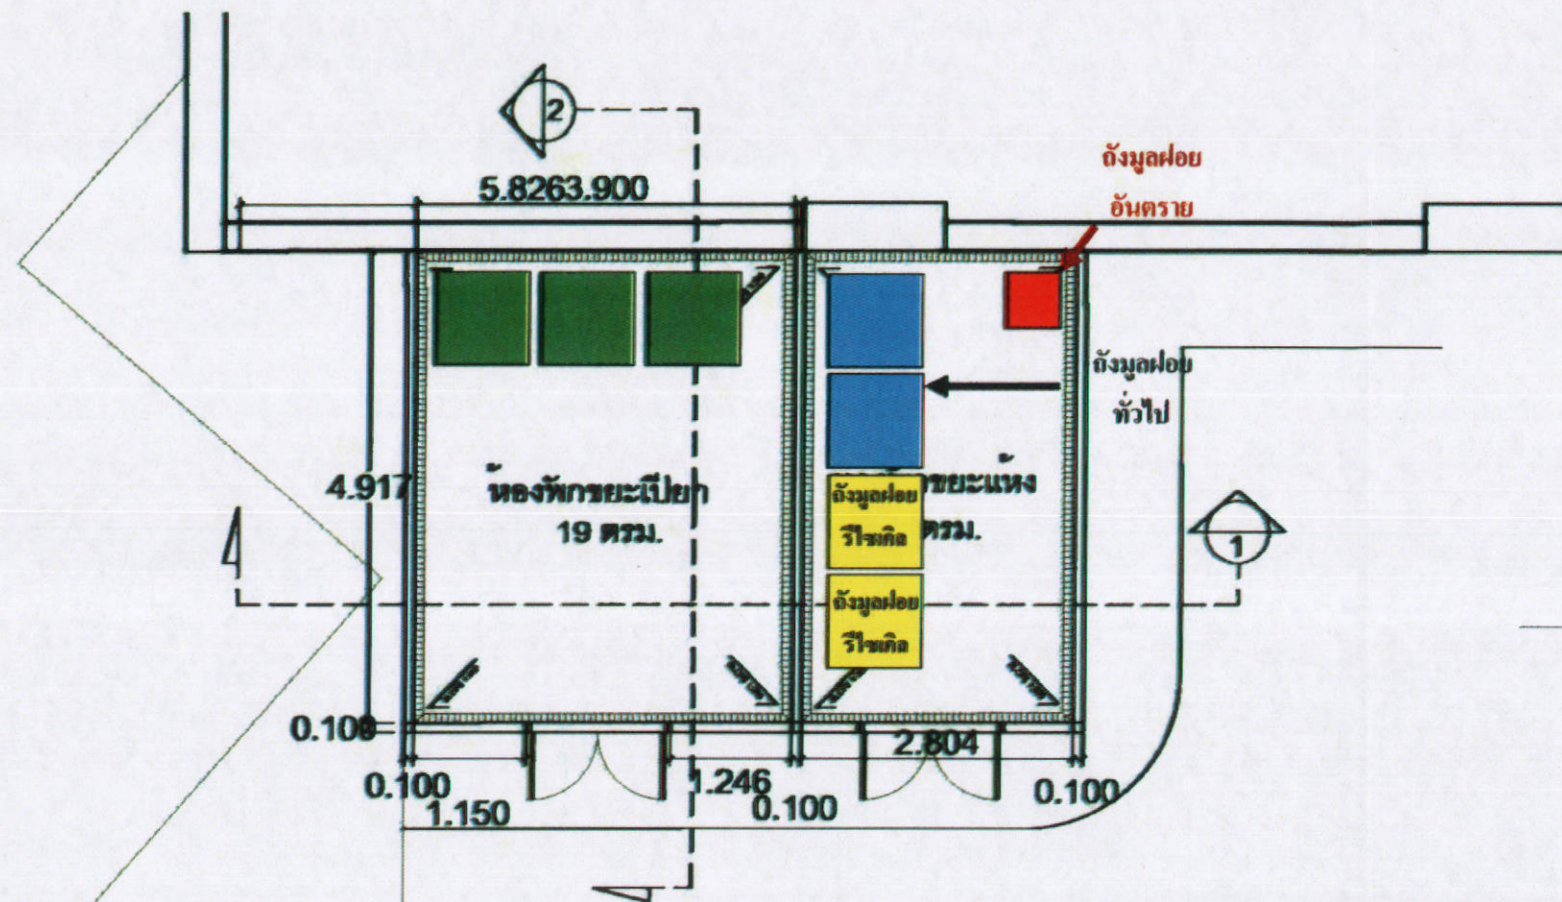 2
5.8263.900
ถังมูลฝอย
อันตราย
ถังมูลฝอย
ทั่วไป
4.917
ห้องพักขยะเปียก
19 ตรม.
ขยะแห้ง
ตรม.
ถังมูลฝอย
รีไซเคิล
ถังมูลฝอย
รีไซเคิล
1
0.100
2.804
0.100
1.150
1.246
0.100
0.100